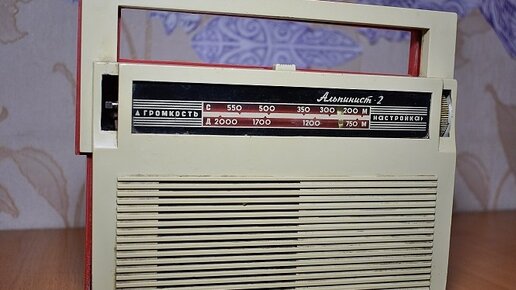 Альпинист-2
ГРОМКОСТЬ
С 550 500 350 300 200 М
Д 2000 1700 1200 750 М
НАСТРОЙКА